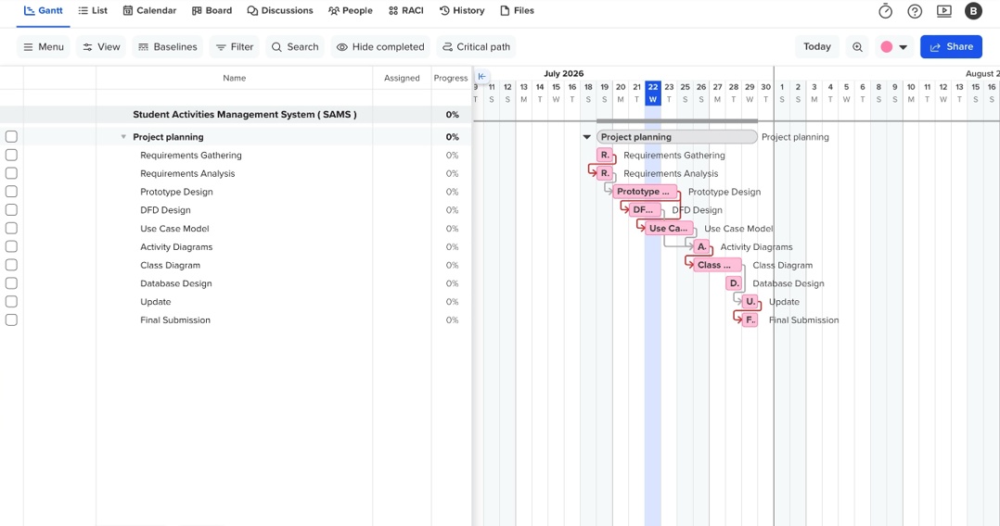 Gantt List Calendar Board Discussions People RACI History Files B
Menu View Baselines Filter Search Hide completed Critical path Today Share
Name Assigned Progress July 2026 August 2
11 12 13 14 15 16 17 18 19 20 21 22 23 24 25 26 27 28 29 30 1 2 3 4 5 6 7 8 9 10 11 12 13 14 15 16
T S S M T W T F S S M T W T S S M T W T S S M T W T S S M T W T S S
Student Activities Management System ( SAMS ) 0%
Project planning 0% Project planning Project planning
Requirements Gathering 0% R. Requirements Gathering
Requirements Analysis 0% R. Requirements Analysis
Prototype Design 0% Prototype ... Prototype Design
DFD Design 0% DF... DFD Design
Use Case Model 0% Use Ca... Use Case Model
Activity Diagrams 0% A. Activity Diagrams
Class Diagram 0% Class ... Class Diagram
Database Design 0% D. Database Design
Update 0% U. Update
Final Submission 0% F.. Final Submission